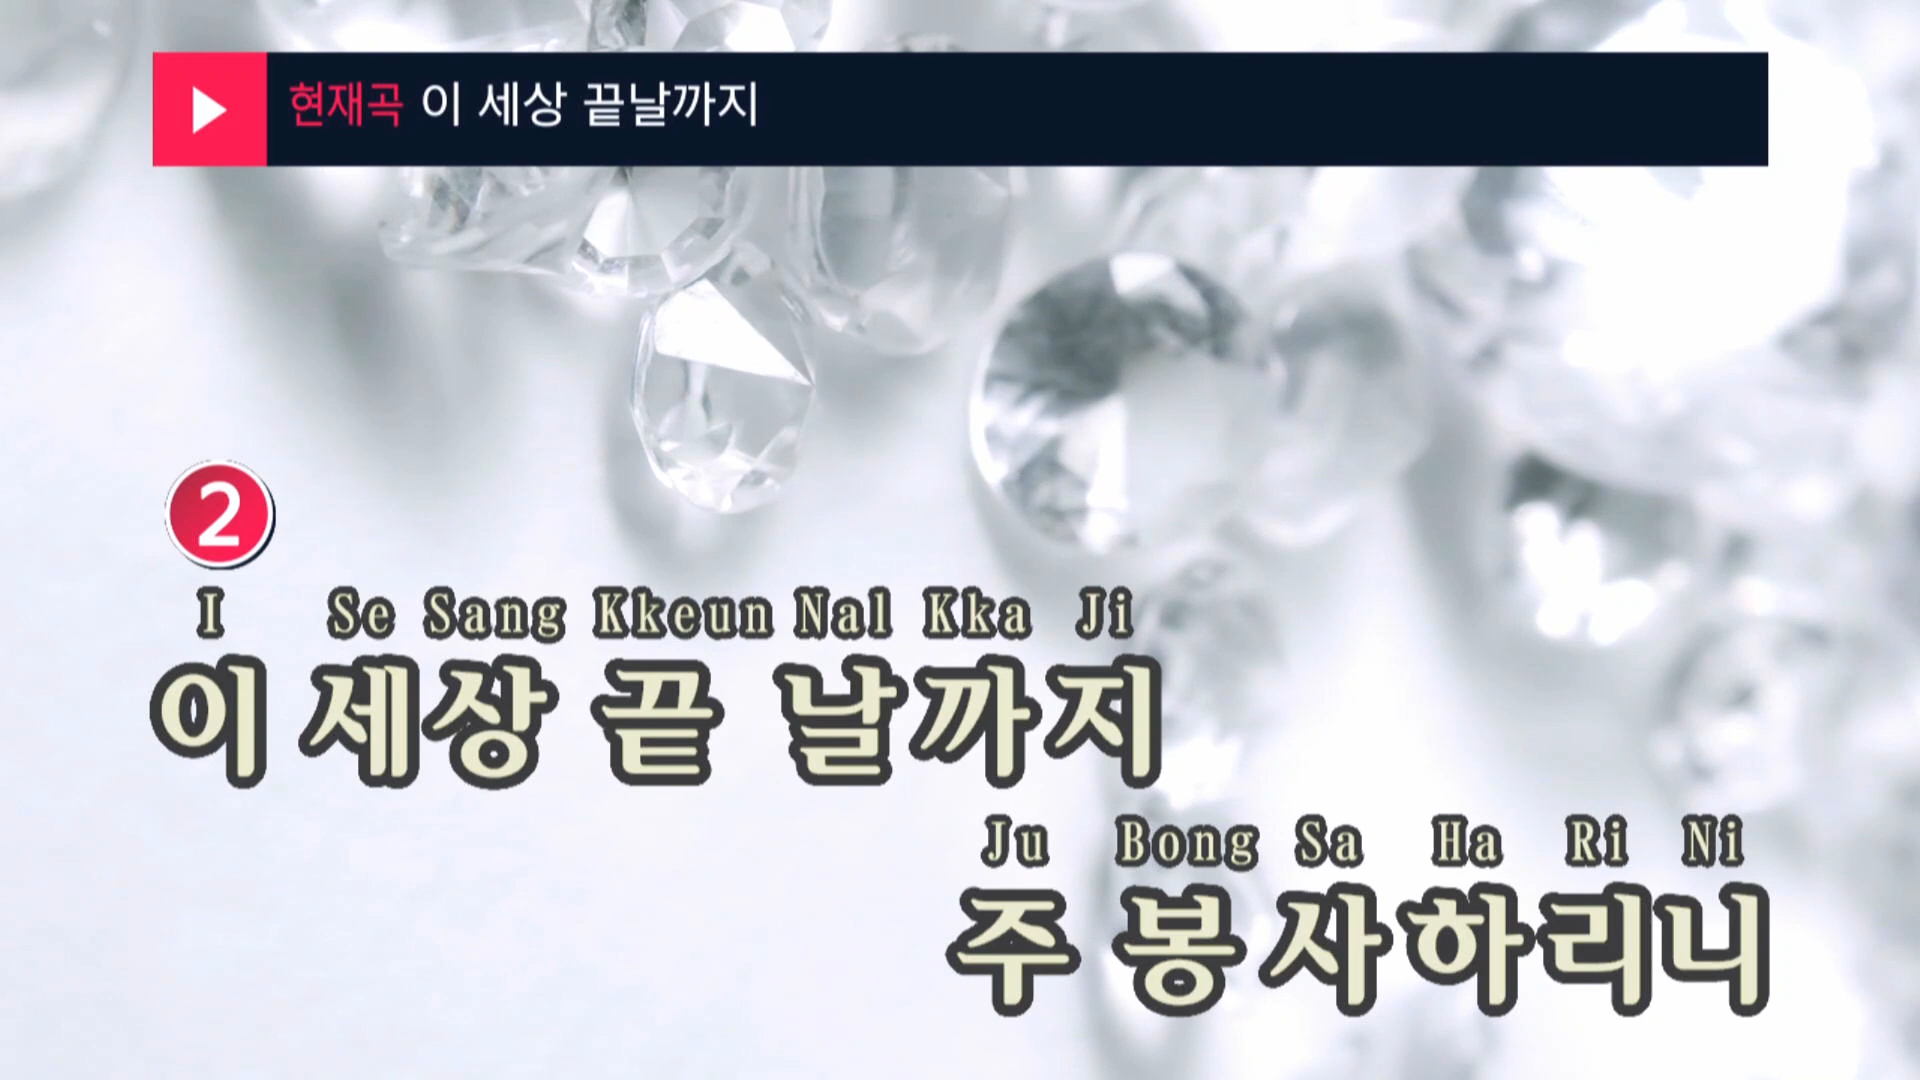 현재곡 이 세상 끝날까지
2
I Se Sang Kkeun Nal Kka Ji
이 세상 끝 날까지
Ju Bong Sa Ha Ri Ni
주 봉사하리니